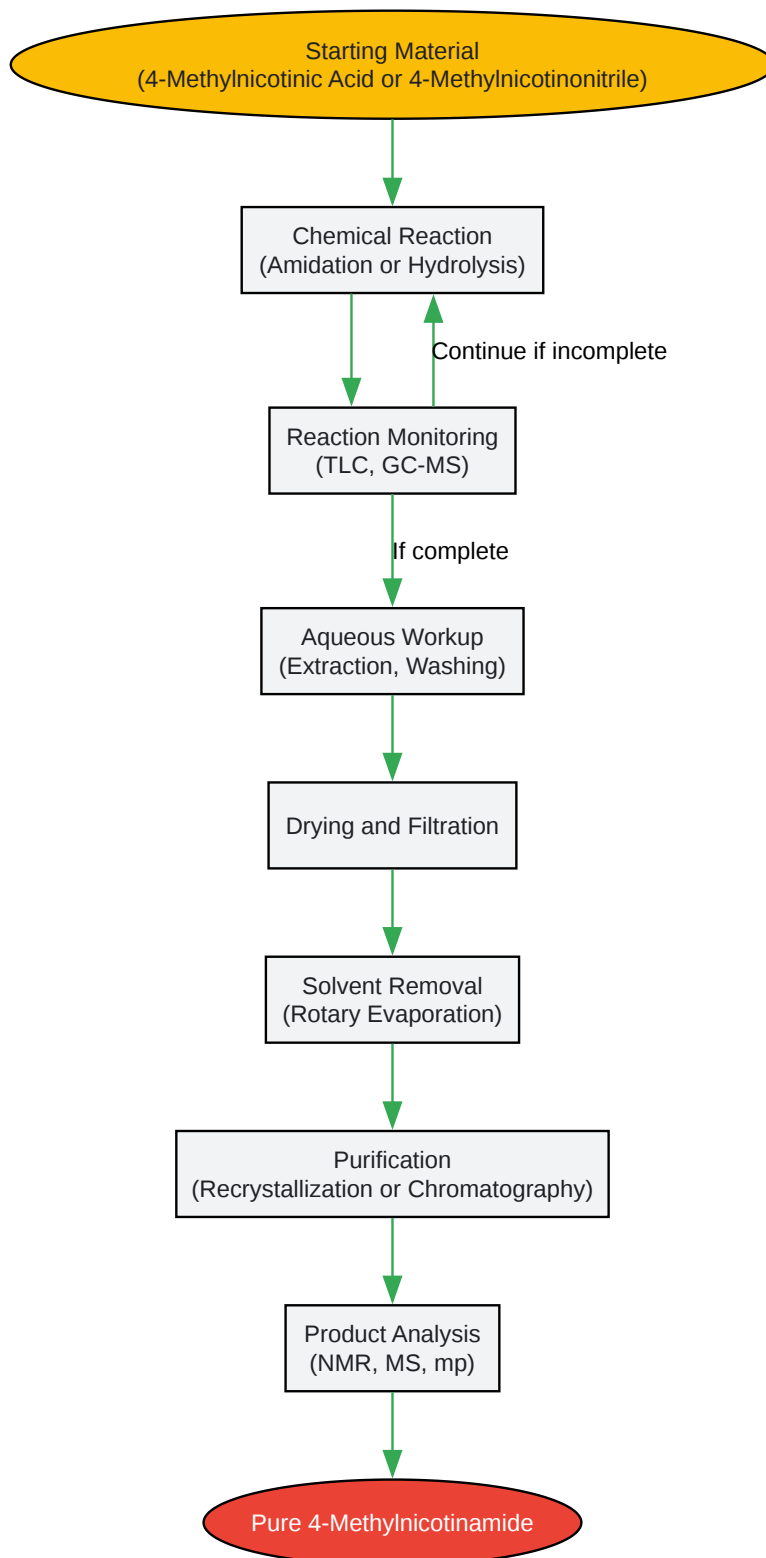 Starting Material
(4-Methylnicotinic Acid or 4-Methylnicotinonitrile)
Chemical Reaction
(Amidation or Hydrolysis)
Continue if incomplete
Reaction Monitoring
(TLC, GC-MS)
If complete
Aqueous Workup
(Extraction, Washing)
Drying and Filtration
Solvent Removal
(Rotary Evaporation)
Purification
(Recrystallization or Chromatography)
Product Analysis
(NMR, MS, mp)
Pure 4-Methylnicotinamide